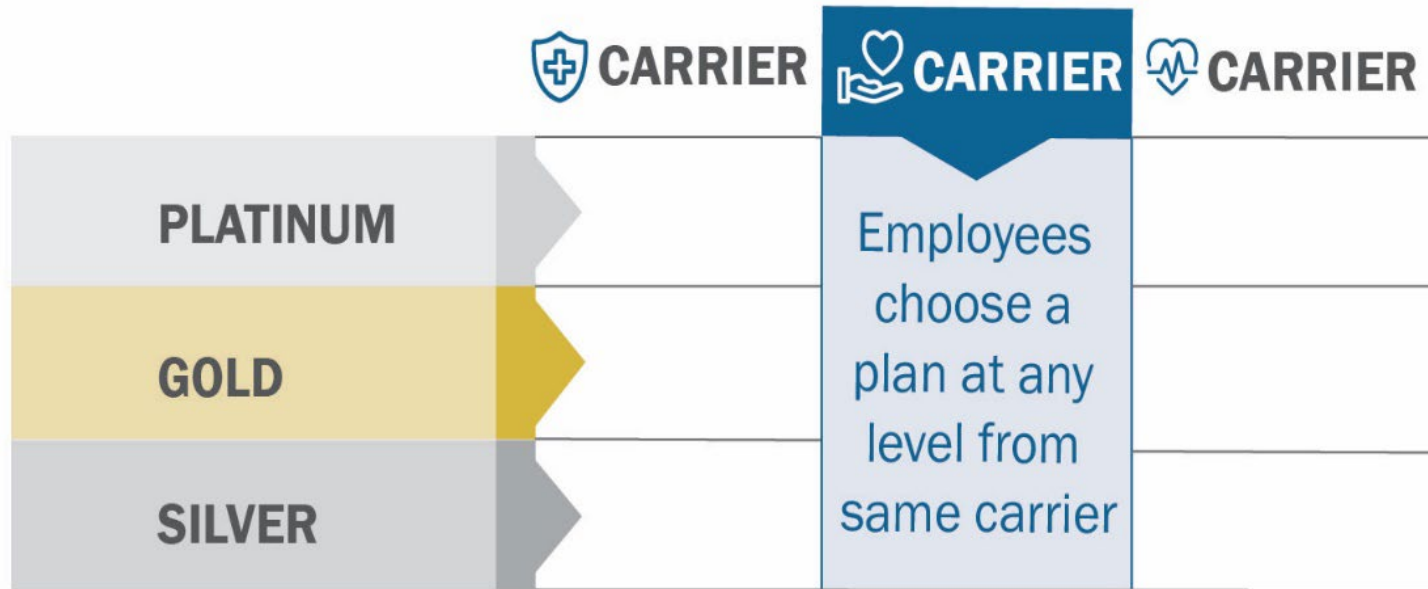 CARRIER
CARRIER
CARRIER
PLATINUM
GOLD
SILVER
Employees
choose a
plan at any
level from
same carrier